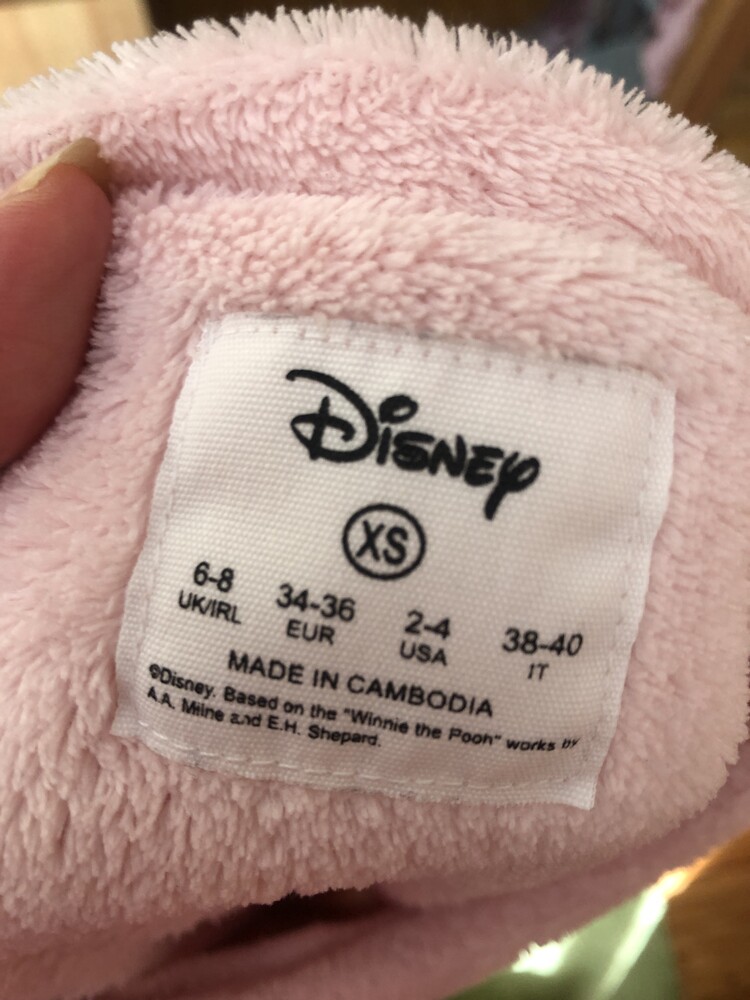 Disney
XS
6-8 34-36 2-4 38-40
UK/IRL EUR USA IT
MADE IN CAMBODIA
©Disney. Based on the "Winnie the Pooh" works by
A.A. Milne and E.H. Shepard.